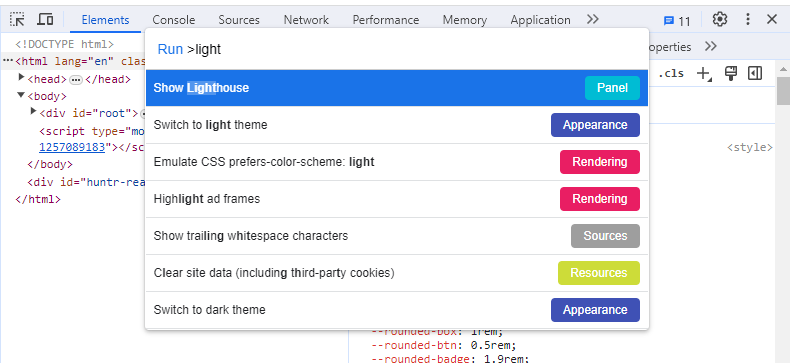 Elements Console Sources Network Performance Memory Application 11
<!DOCTYPE html>
Run >light
operties
<html lang="en" clas
Show Lighthouse Panel
.cls
<head> </head>
<body>
<div id="root">
Switch to light theme Appearance
<script type="mo
1257089183"></sc
Emulate CSS prefers-color-scheme: light Rendering
<style>
</body>
<div id="huntr-rea
Highlight ad frames Rendering
</html>
Show trailing whitespace characters Sources
Clear site data (including third-party cookies) Resources
Switch to dark theme Appearance
--rounded-box: 1rem;
--rounded-btn: 0.5rem;
--rounded-badge: 1.9rem;